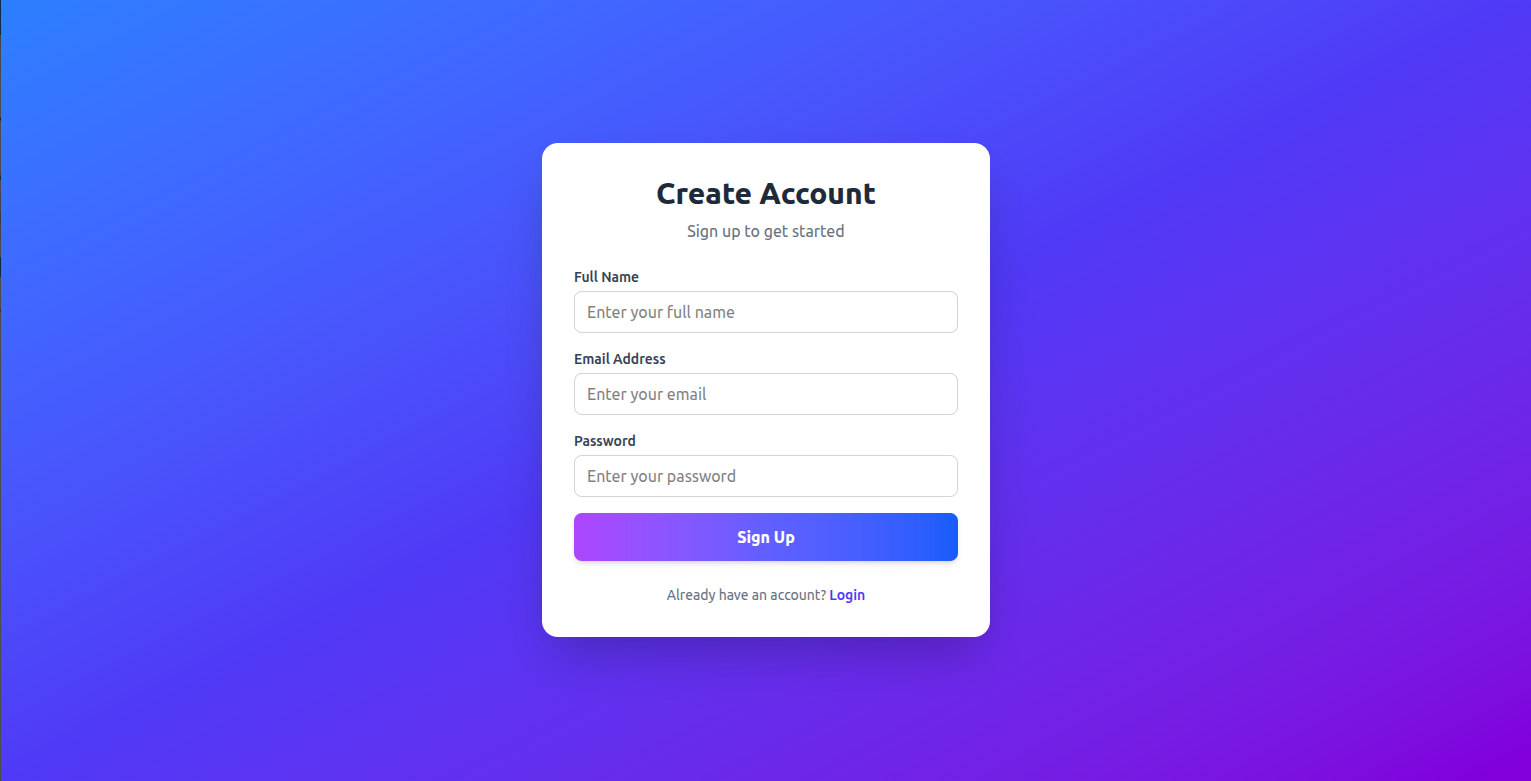 Create Account
Sign up to get started
Full Name
Enter your full name
Email Address
Enter your email
Password
Enter your password
Sign Up
Already have an account? Login